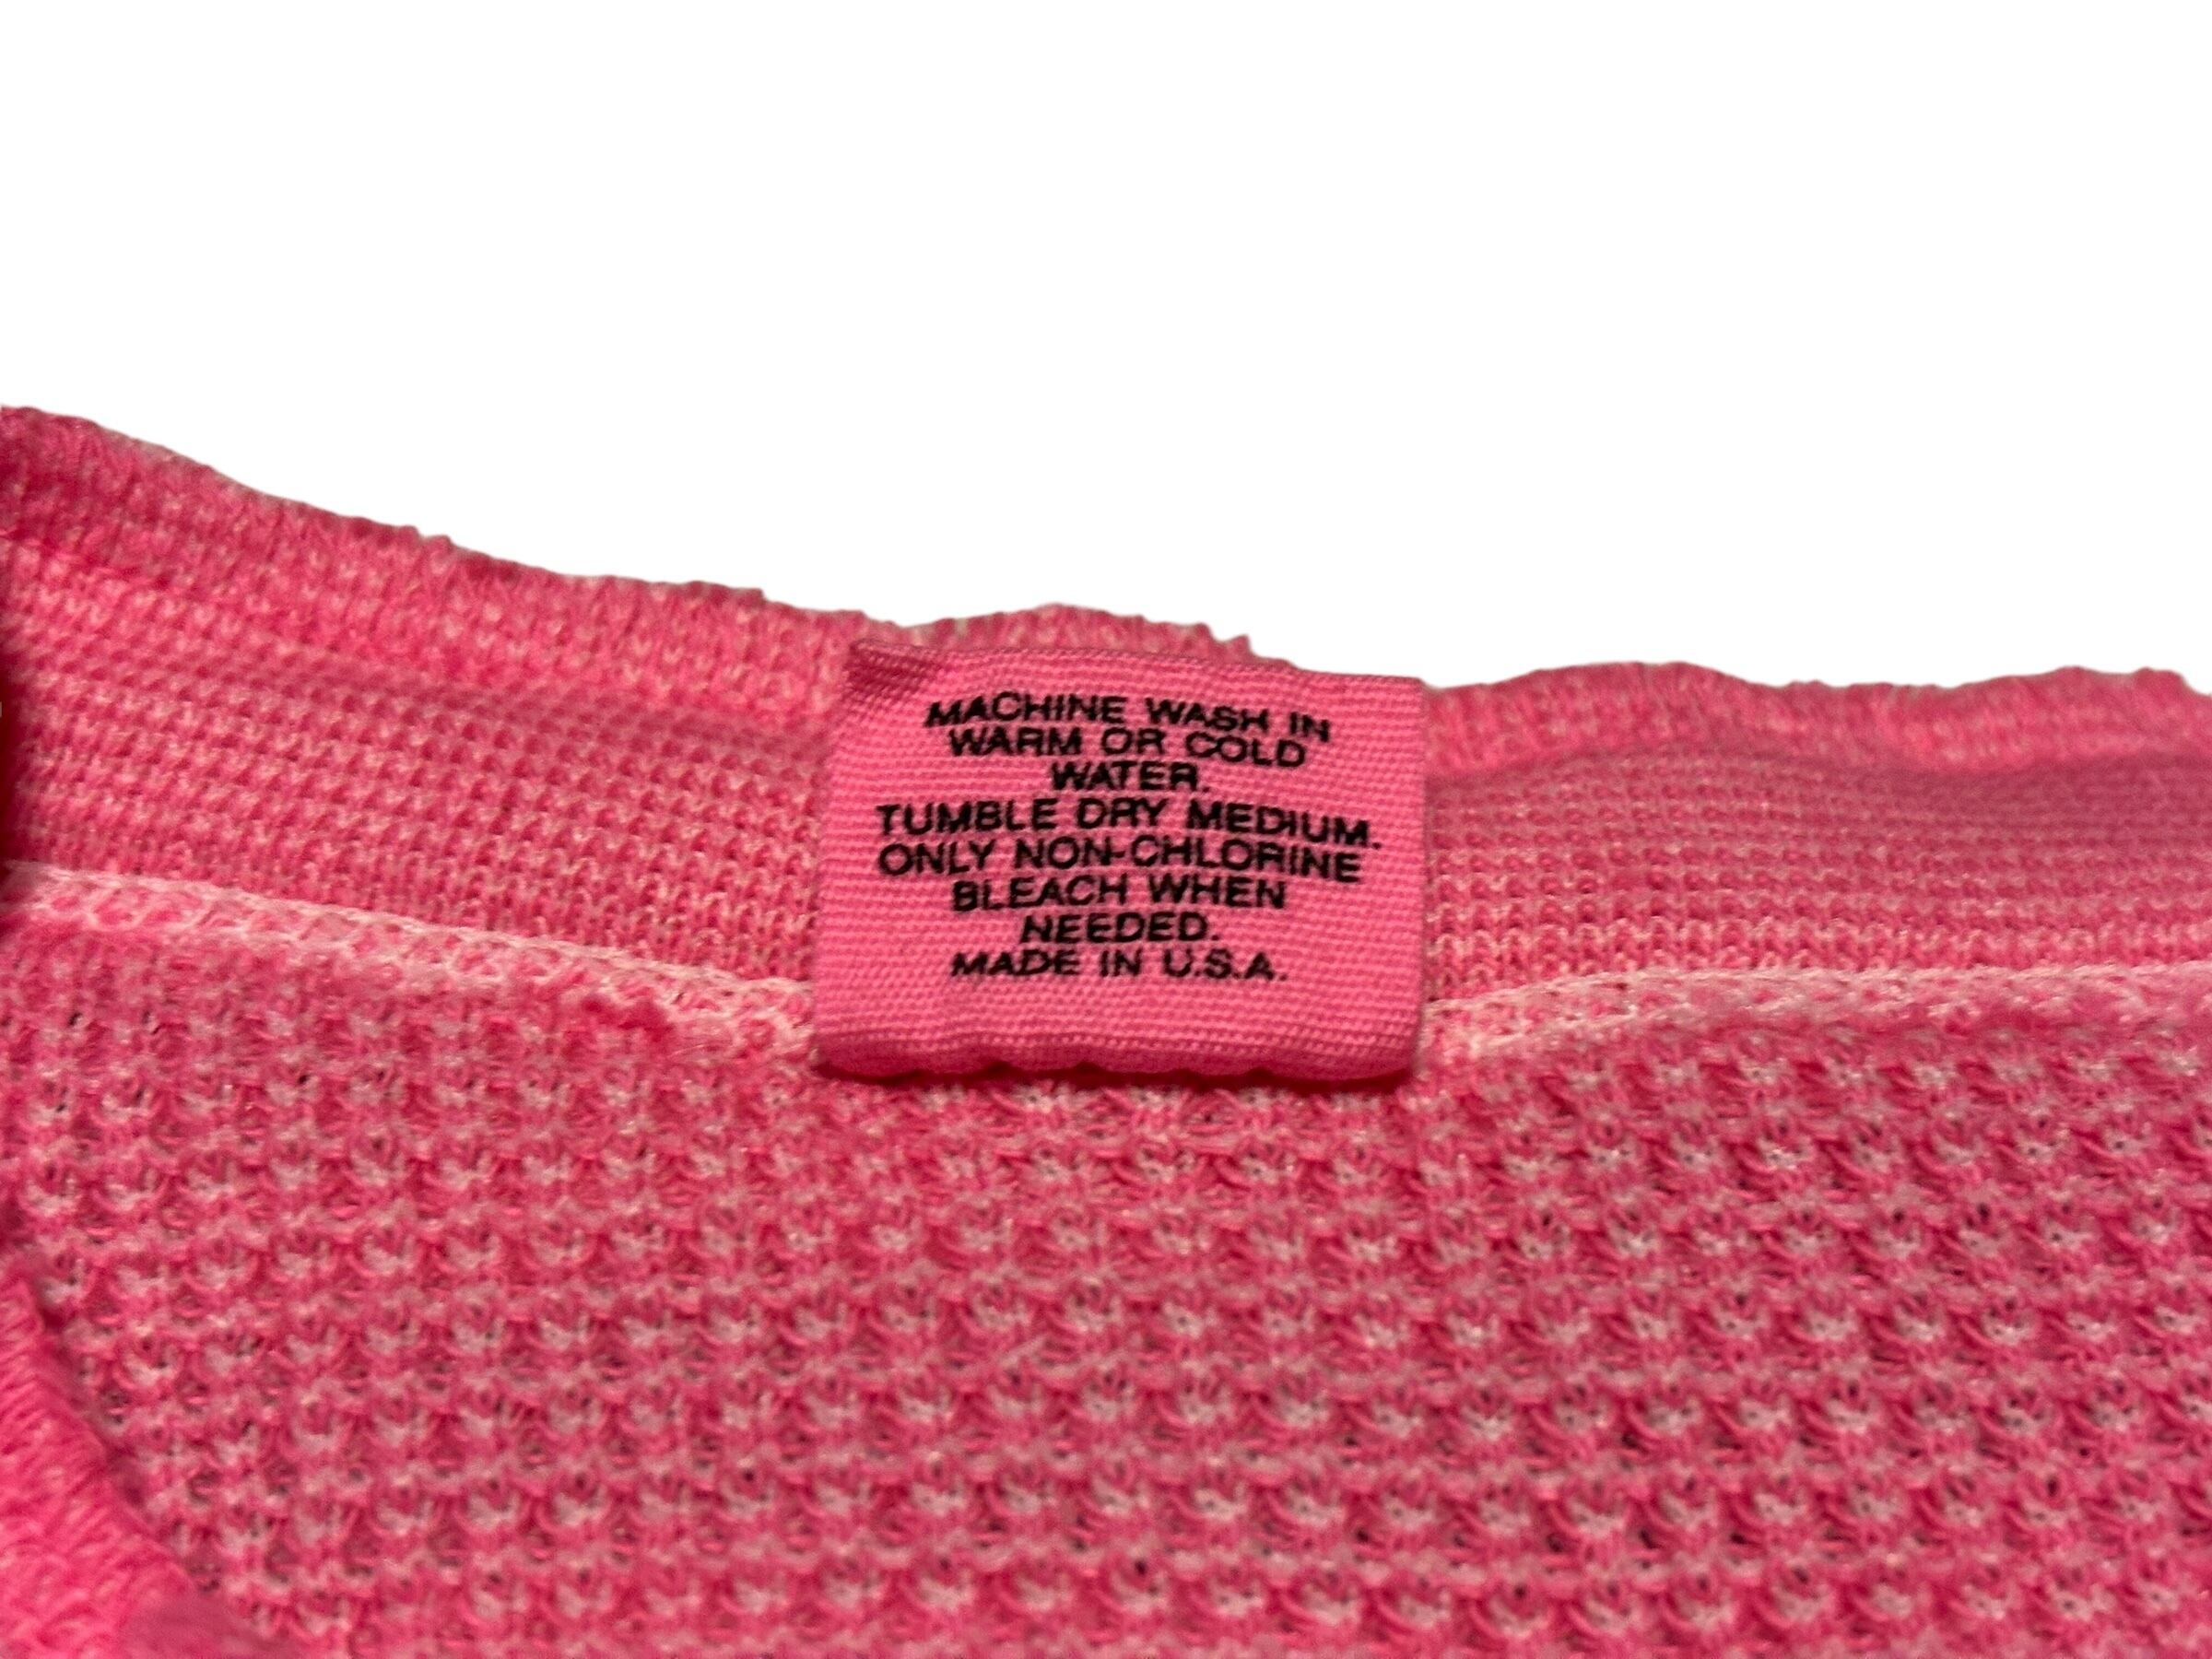 MACHINE WASH IN
WARM OR COLD
WATER.
TUMBLE DRY MEDIUM.
ONLY NON-CHLORINE
BLEACH WHEN
NEEDED.
MADE IN U.S.A.